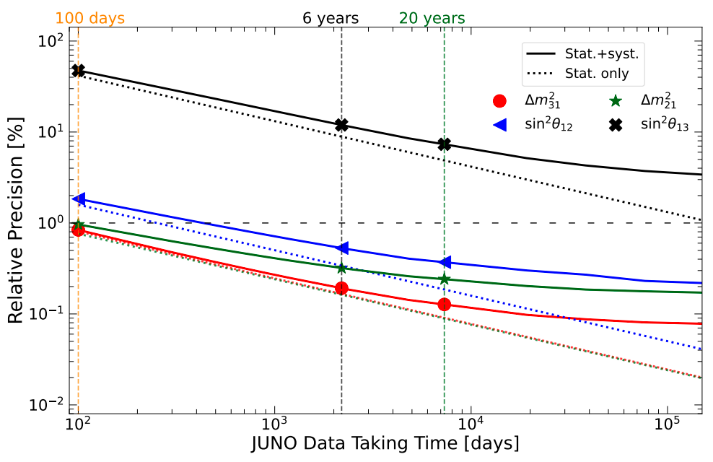 100 days 6 years 20 years
Stat.+syst.
Stat. only
Δm²₃₁ Δm²₂₁
sin²θ₁₂ sin²θ₁₃
Relative Precision [%]
10²
10¹
10⁰
10⁻¹
10⁻²
10² 10³ 10⁴ 10⁵
JUNO Data Taking Time [days]